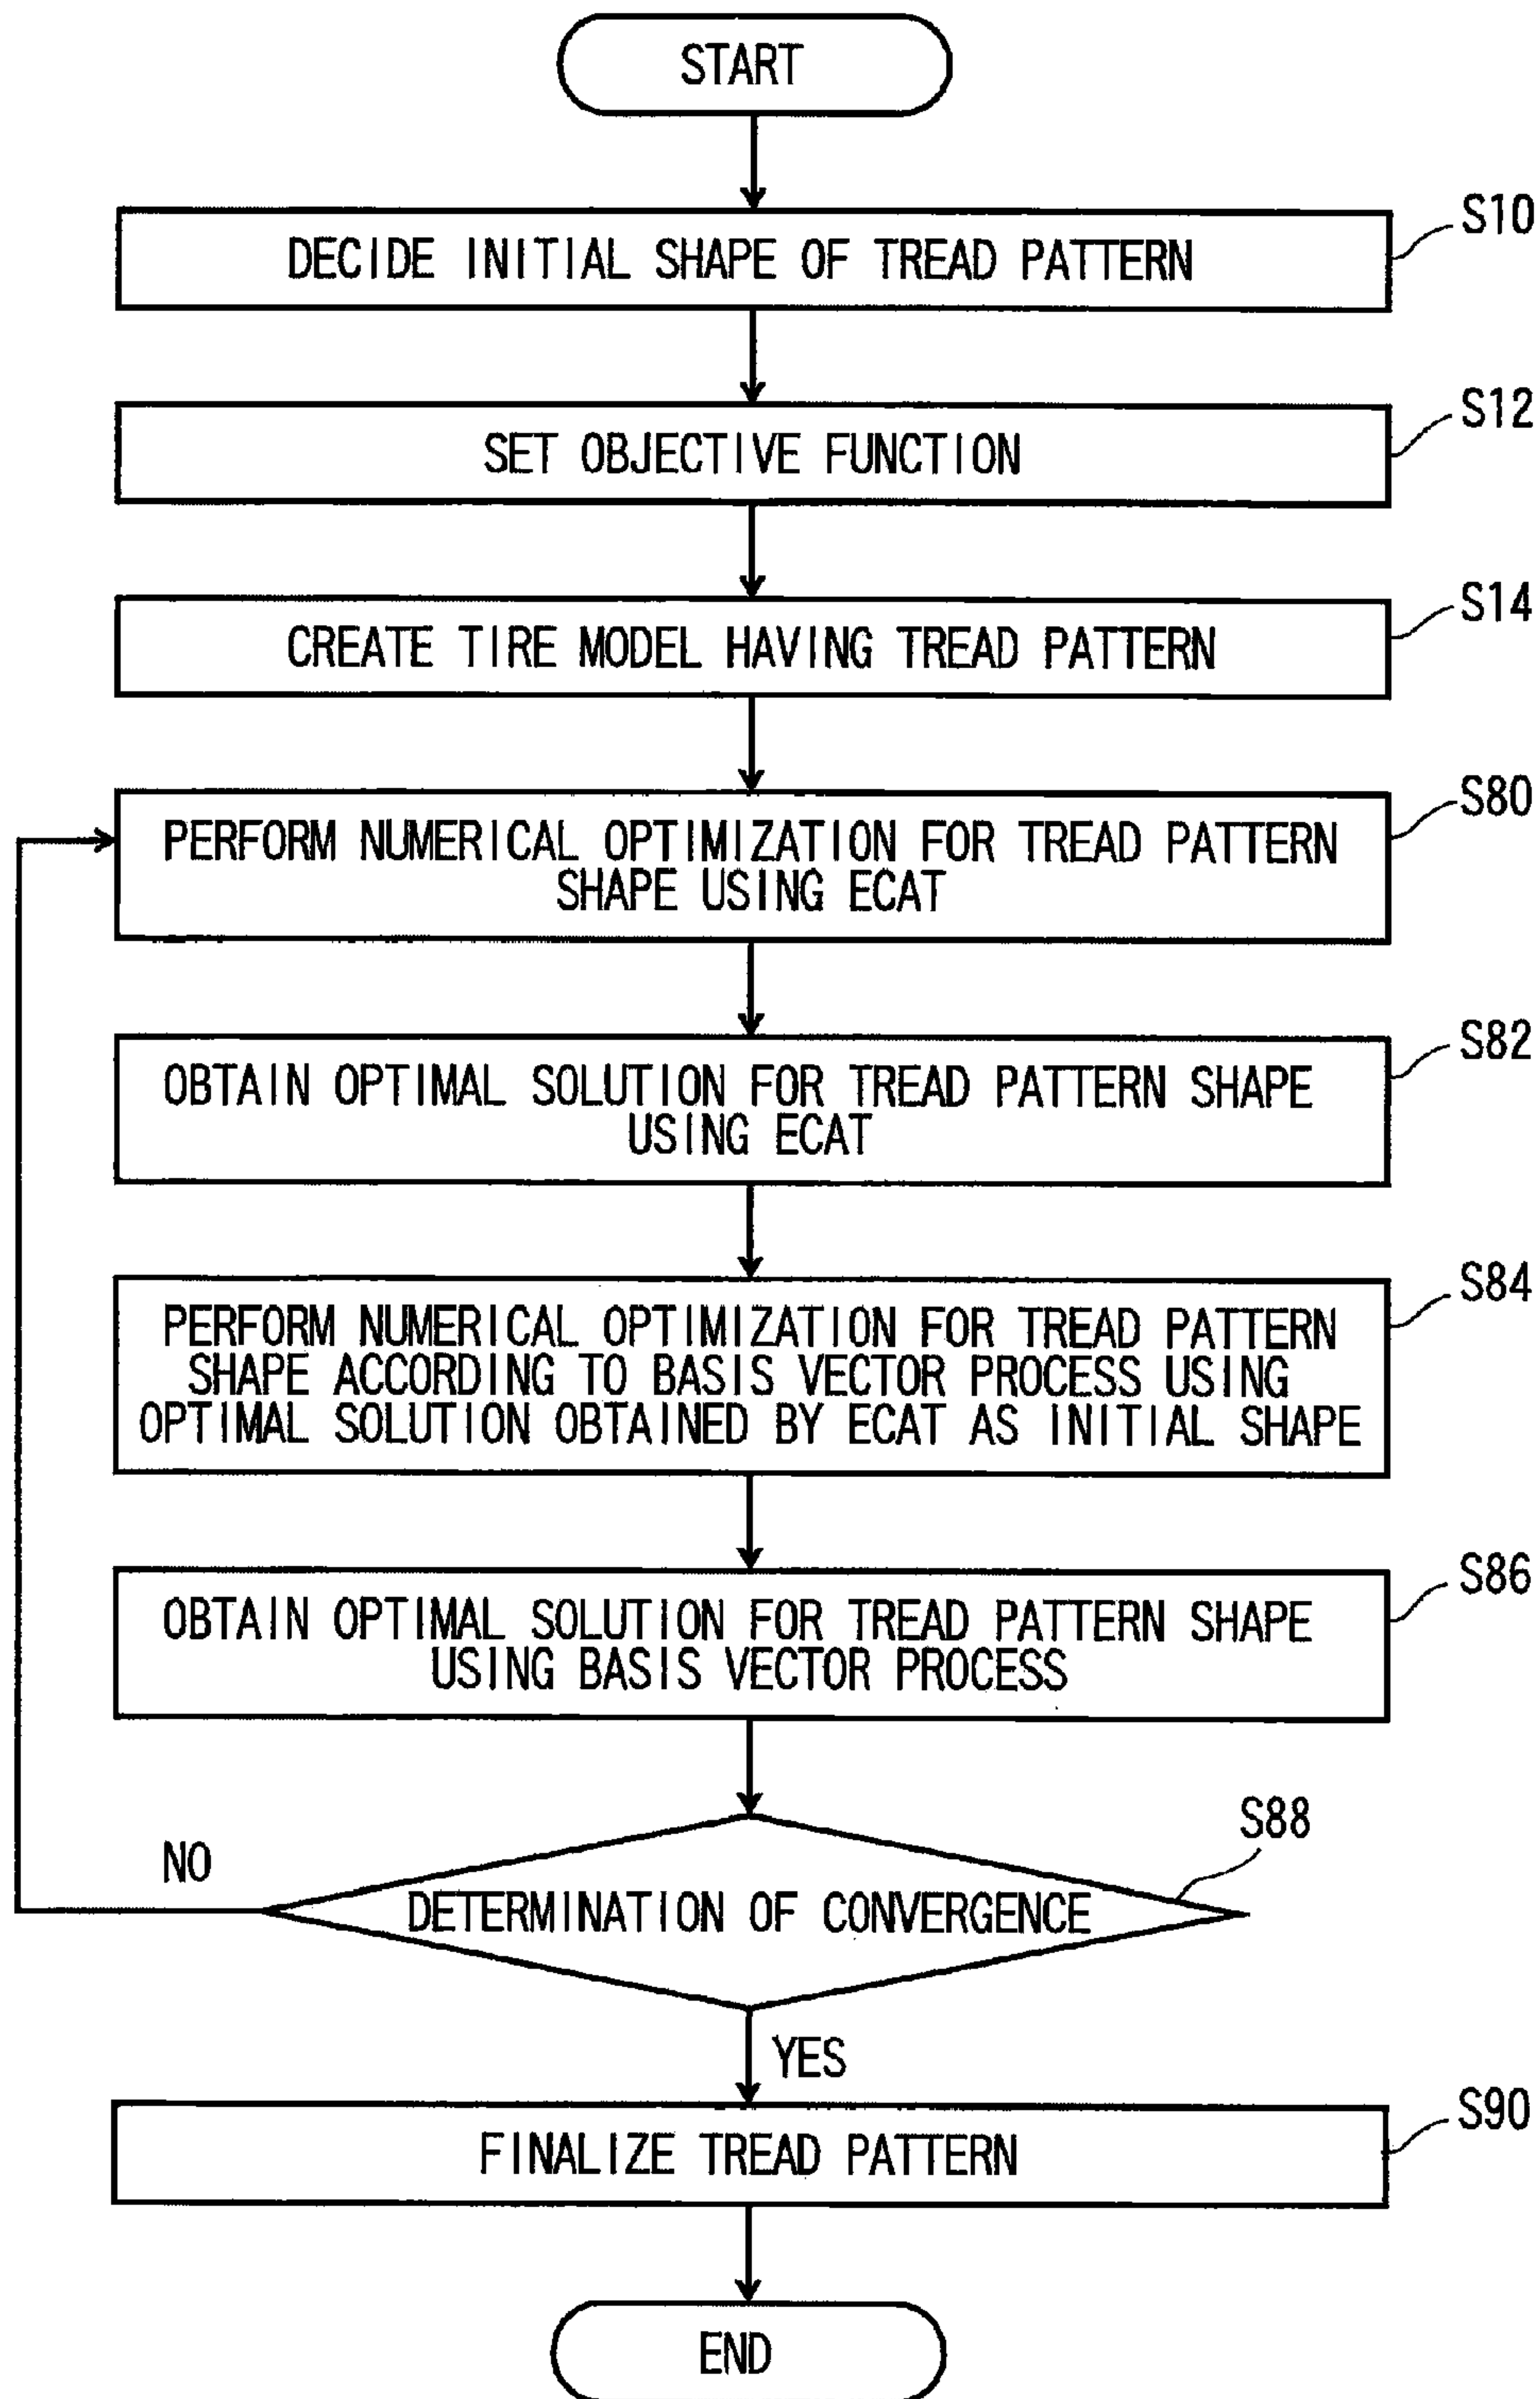 START
S10
DECIDE INITIAL SHAPE OF TREAD PATTERN
S12
SET OBJECTIVE FUNCTION
S14
CREATE TIRE MODEL HAVING TREAD PATTERN
S80
PERFORM NUMERICAL OPTIMIZATION FOR TREAD PATTERN
SHAPE USING ECAT
S82
OBTAIN OPTIMAL SOLUTION FOR TREAD PATTERN SHAPE
USING ECAT
S84
PERFORM NUMERICAL OPTIMIZATION FOR TREAD PATTERN
SHAPE ACCORDING TO BASIS VECTOR PROCESS USING
OPTIMAL SOLUTION OBTAINED BY ECAT AS INITIAL SHAPE
S86
OBTAIN OPTIMAL SOLUTION FOR TREAD PATTERN SHAPE
USING BASIS VECTOR PROCESS
S88
NO
DETERMINATION OF CONVERGENCE
YES
S90
FINALIZE TREAD PATTERN
END